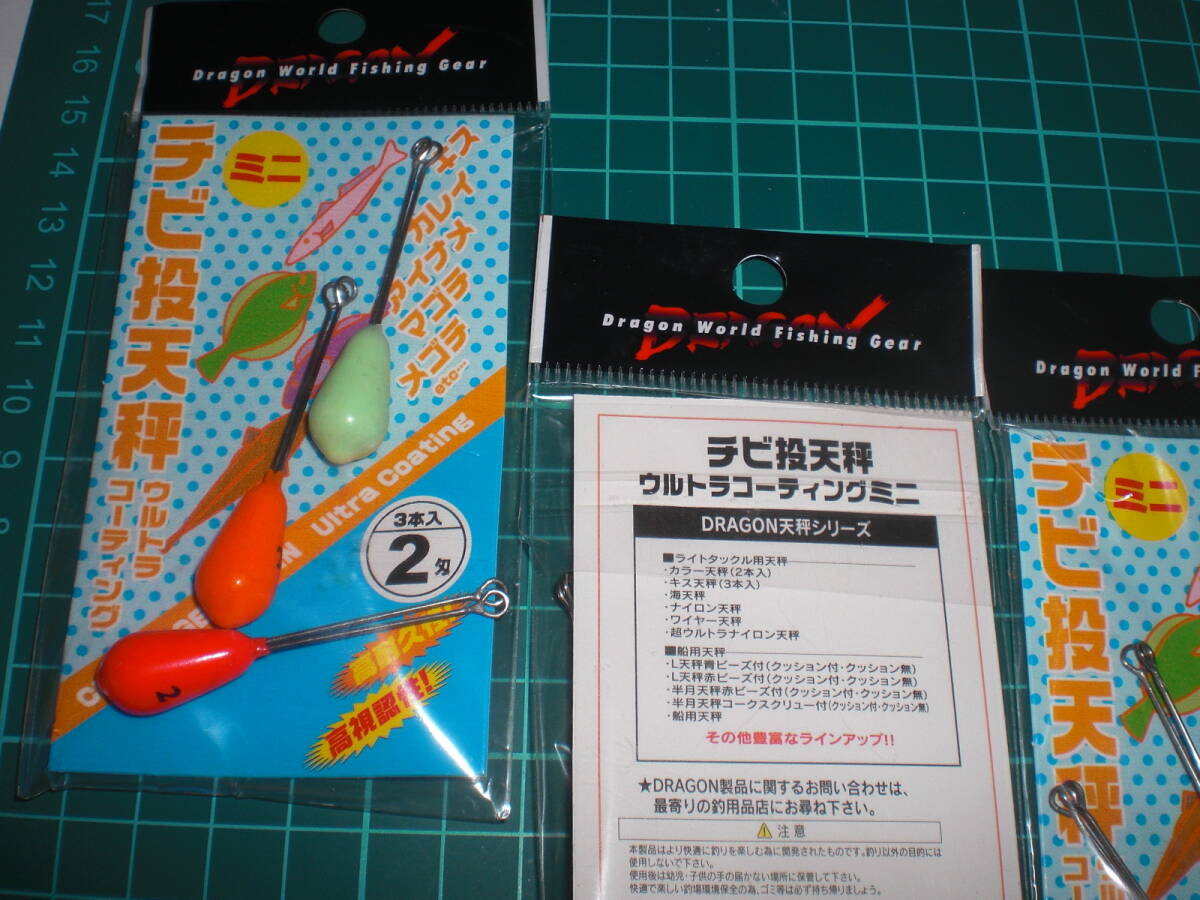 17
16
15
14
13
12
11
10
9
8
DRAGON
Dragon World Fishing Gear
ミニ
チビ投天秤
ウルトラ
コーティング
キス
カレイ
アイナメ
マゴチ
メゴチ
etc…
Ultra Coating
3本入
2匁
2
高視認性!
DRAGON
Dragon World Fishing Gear
チビ投天秤
ウルトラコーティングミニ
DRAGON天秤シリーズ
■ライトタックル用天秤
・カラー天秤(2本入)
・キス天秤(3本入)
・海天秤
・ナイロン天秤
・ワイヤー天秤
・超ウルトラナイロン天秤
■船用天秤
・L天秤青ビーズ付(クッション付・クッション無)
・L天秤赤ビーズ付(クッション付・クッション無)
・半月天秤赤ビーズ付(クッション付・クッション無)
・半月天秤コークスクリュー付(クッション付・クッション無)
・船用天秤
その他豊富なラインアップ!!
★DRAGON製品に関するお問い合わせは、
最寄りの釣用品店にお尋ね下さい。
⚠注意
本製品はより快適に釣りを楽しむ為に開発されたものです。釣り以外の目的には
使用しないで下さい。
使用後は幼児・子供の手の届かない場所に保管して下さい。
快適で楽しい釣場環境保全の為、ゴミ等は必ず持ち帰りましょう。
Dragon World Fi
ミニ
チビ投天秤
ウルト
コー